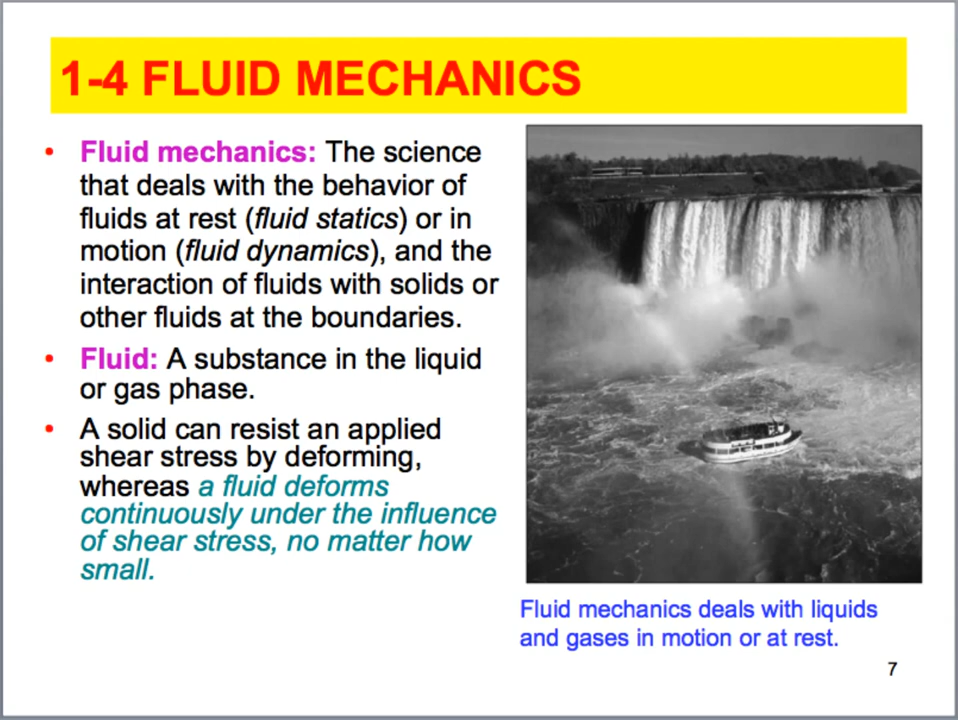 1-4 FLUID MECHANICS
• Fluid mechanics: The science
that deals with the behavior of
fluids at rest (fluid statics) or in
motion (fluid dynamics), and the
interaction of fluids with solids or
other fluids at the boundaries.
• Fluid: A substance in the liquid
or gas phase.
• A solid can resist an applied
shear stress by deforming,
whereas a fluid deforms
continuously under the influence
of shear stress, no matter how
small.
Fluid mechanics deals with liquids
and gases in motion or at rest.
7